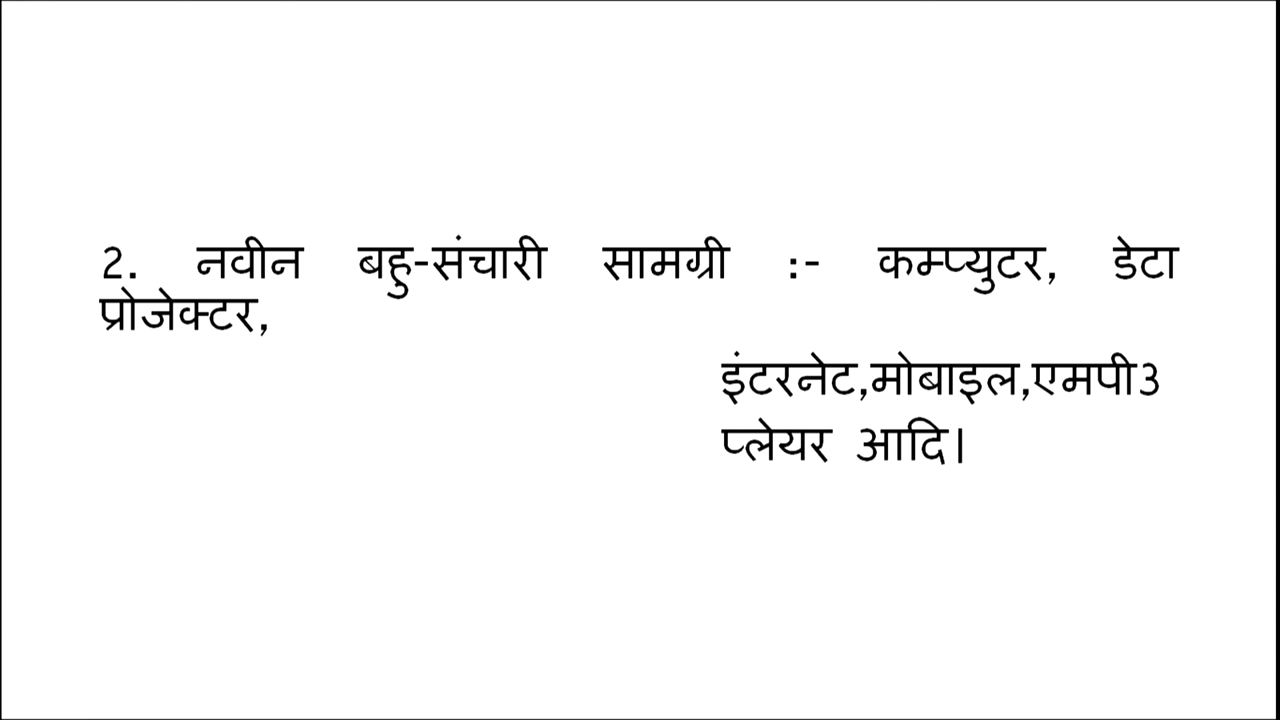 2. नवीन बहु-संचारी सामग्री :- कम्प्युटर, डेटा
प्रोजेक्टर,
इंटरनेट,मोबाइल,एमपी3
प्लेयर आदि।